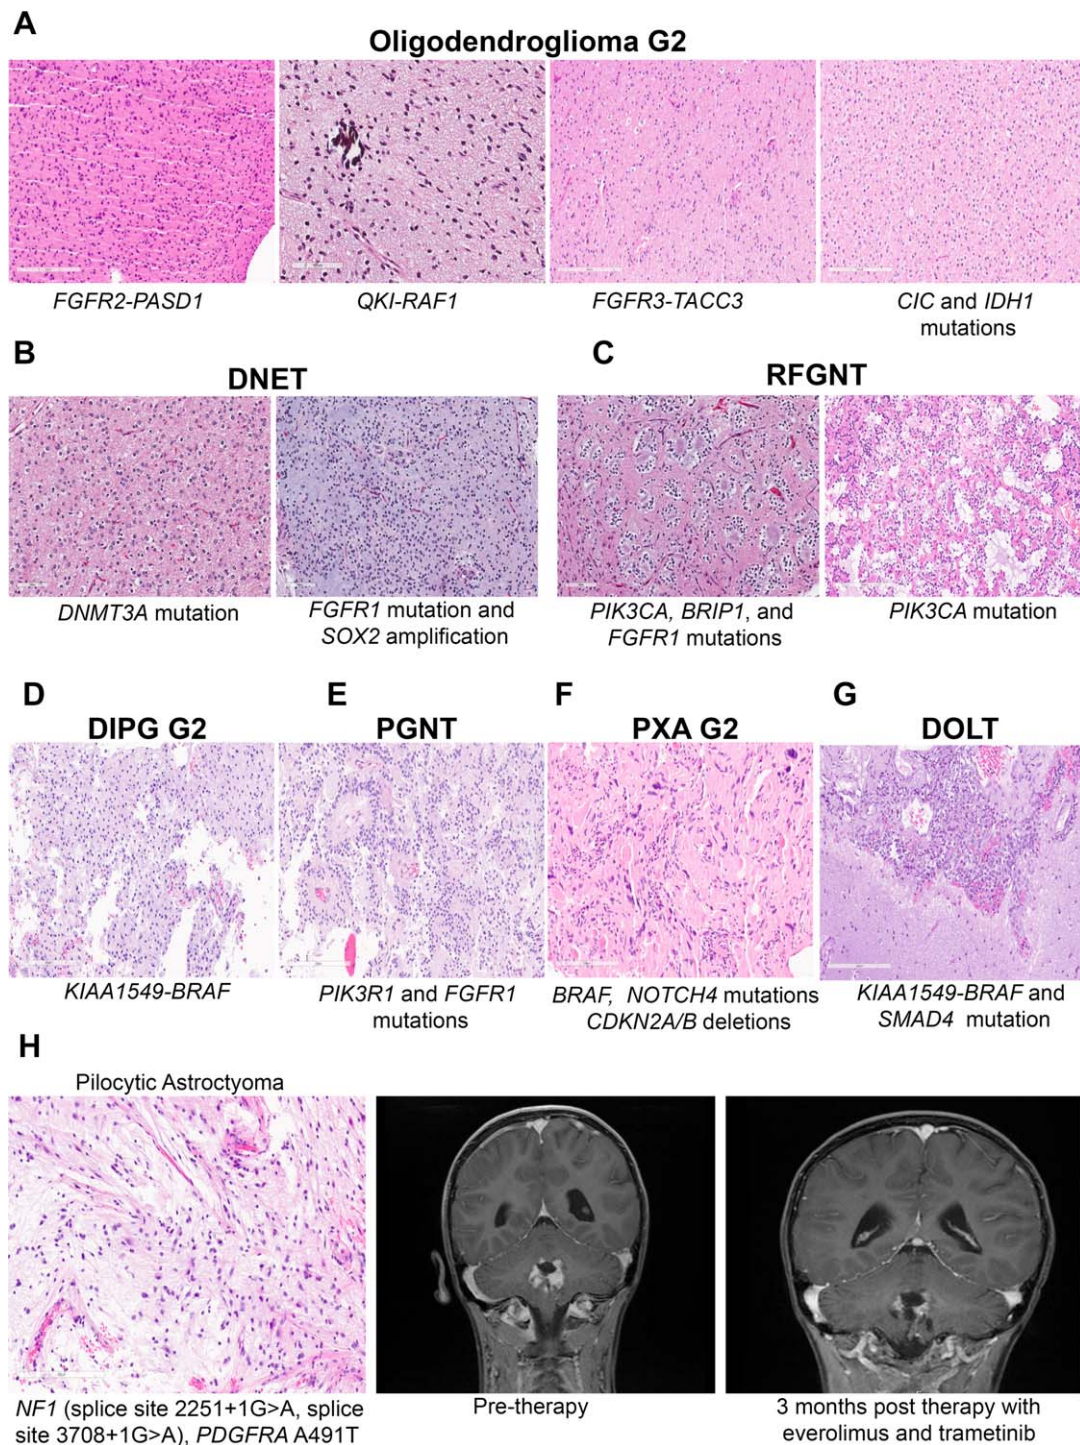 A
Oligodendroglioma G2
FGFR2-PASD1
QKI-RAF1
FGFR3-TACC3
CIC and IDH1
mutations
B
DNET
DNMT3A mutation
FGFR1 mutation and
SOX2 amplification
C
RFGNT
PIK3CA, BRIP1, and
FGFR1 mutations
PIK3CA mutation
D
DIPG G2
KIAA1549-BRAF
E
PGNT
PIK3R1 and FGFR1
mutations
F
PXA G2
BRAF, NOTCH4 mutations
CDKN2A/B deletions
G
DOLT
KIAA1549-BRAF and
SMAD4 mutation
H
Pilocytic Astroctyoma
NF1 (splice site 2251+1G>A, splice
site 3708+1G>A), PDGFRA A491T
Pre-therapy
3 months post therapy with
everolimus and trametinib